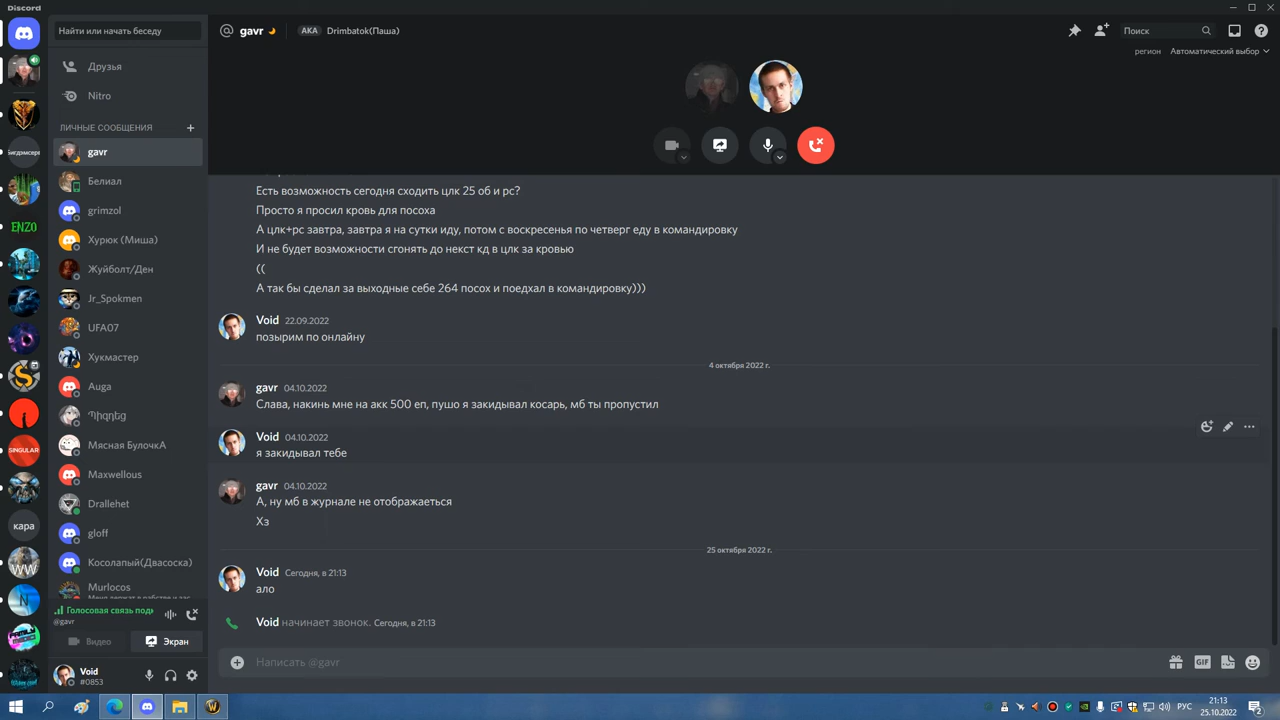 Discord
Найти или начать беседу
gavr
AKA
Drimbatok(Паша)
Поиск
регион
Автоматический выбор
Друзья
Nitro
ЛИЧНЫЕ СООБЩЕНИЯ
gavr
Белиал
grimzol
Хурюк (Миша)
Жуйболт/Ден
Jr_Spokmen
UFA07
Хукмастер
Auga
Мясная БулочкА
Maxwellous
Drallehet
gloff
Косолапый(Двасоска)
Murlocos
ENZO
SINGULAR
кара
WW
Есть возможность сегодня сходить цлк 25 об и рс?
Просто я просил кровь для посоха
А цлк+рс завтра, завтра я на сутки иду, потом с воскресенья по четверг еду в командировку
И не будет возможности сгонять до некст кд в цлк за кровью
((
А так бы сделал за выходные себе 264 посох и поедхал в командировку)))
Void 22.09.2022
позырим по онлайну
4 октября 2022 г.
gavr 04.10.2022
Слава, накинь мне на акк 500 еп, пушо я закидывал косарь, мб ты пропустил
Void 04.10.2022
я закидывал тебе
gavr 04.10.2022
А, ну мб в журнале не отображаеться
Хз
25 октября 2022 г.
Void Сегодня, в 21:13
ало
Void начинает звонок. Сегодня, в 21:13
Написать @gavr
GIF
Голосовая связь подк
@gavr
Видео
Экран
Void
#0853
РУС
21:13
25.10.2022
2